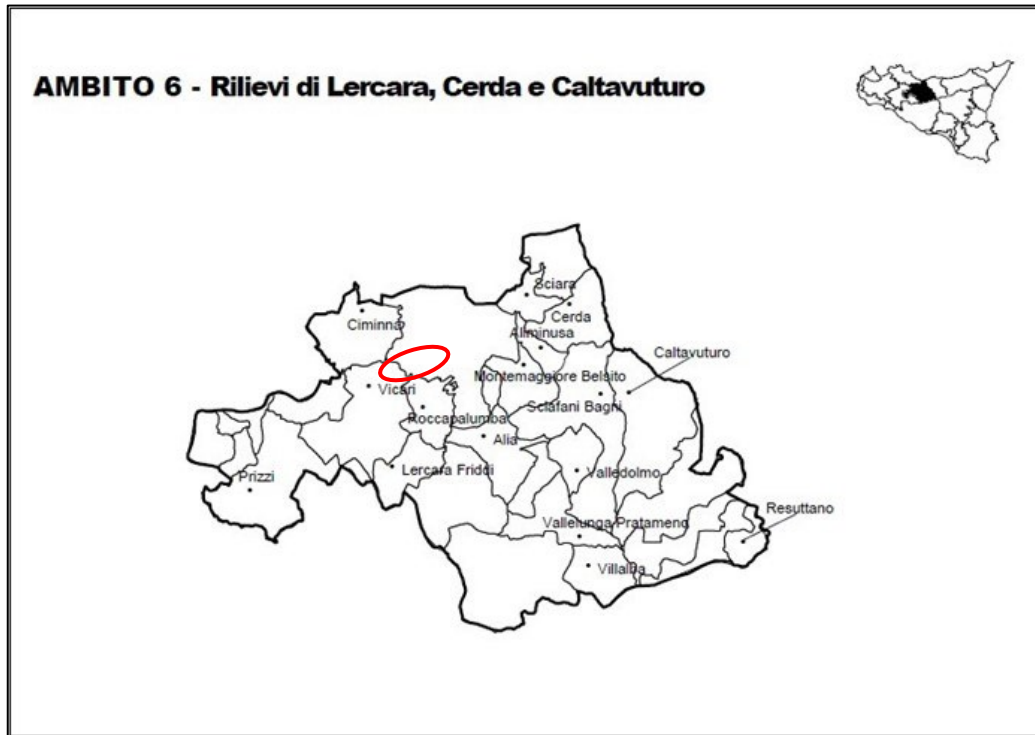 AMBITO 6 - Rilievi di Lercara, Cerda e Caltavuturo
Sciara
Cerda
Ciminna
Aliminusa
Caltavuturo
Montemaggiore Belsito
Vicari
Sclafani Bagni
Roccapalumba
Alia
Lercara Friddi
Valledolmo
Prizzi
Resuttano
Vallelunga Pratameno
Villalba